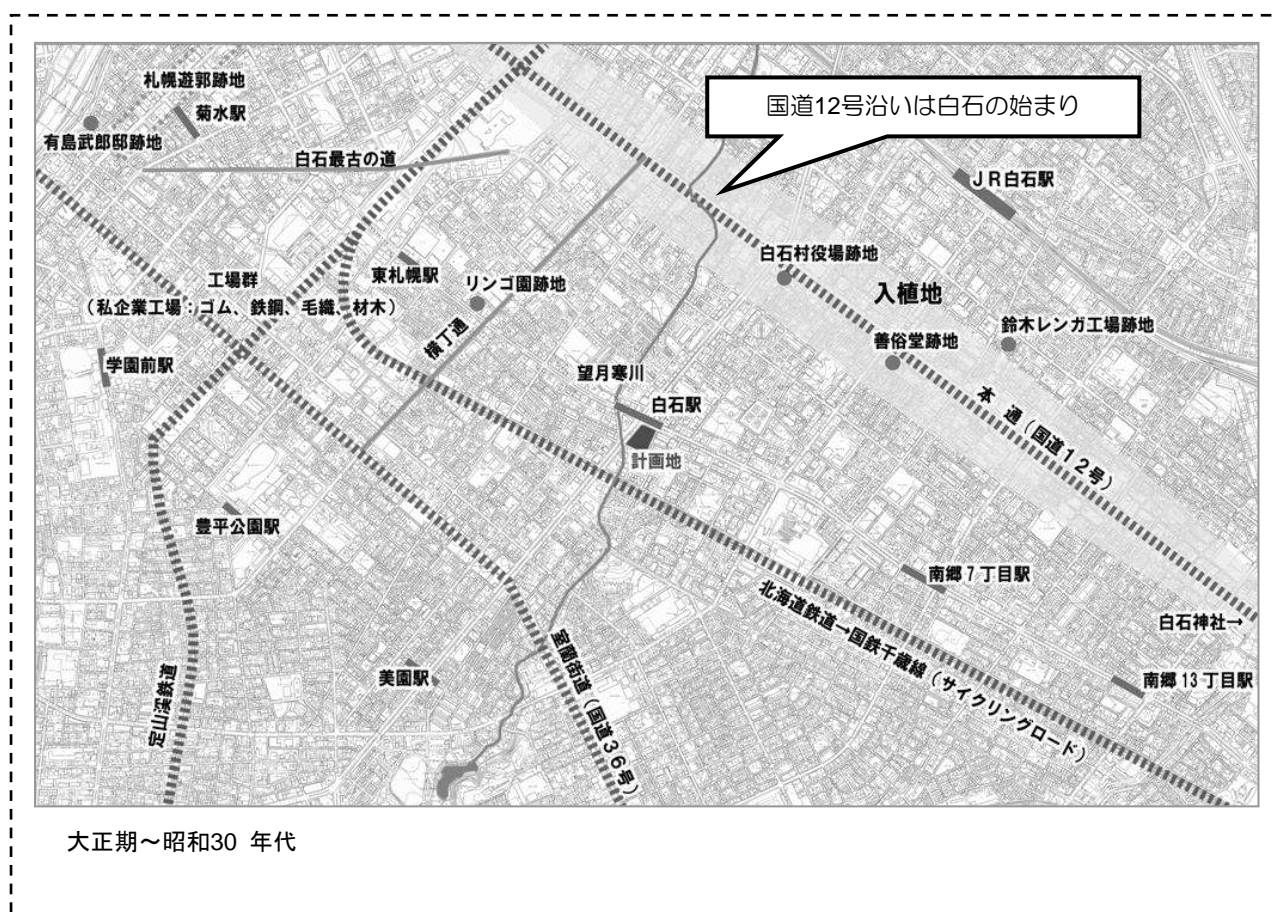 札幌遊郭跡地
菊水駅
有島武郎邸跡地
白石最古の道
国道12号沿いは白石の始まり
ＪＲ白石駅
工場群
（私企業工場：ゴム、鉄鋼、毛織、材木）
東札幌駅
リンゴ園跡地
横丁通
白石村役場跡地
入植地
鈴木レンガ工場跡地
善俗堂跡地
学園前駅
望月寒川
白石駅
計画地
本　通（国道１２号）
豊平公園駅
南郷７丁目駅
北海道鉄道→国鉄千歳線（サイクリングロード）
白石神社→
定山渓鉄道
美園駅
室蘭街道（国道３６号）
南郷13丁目駅
大正期～昭和30 年代